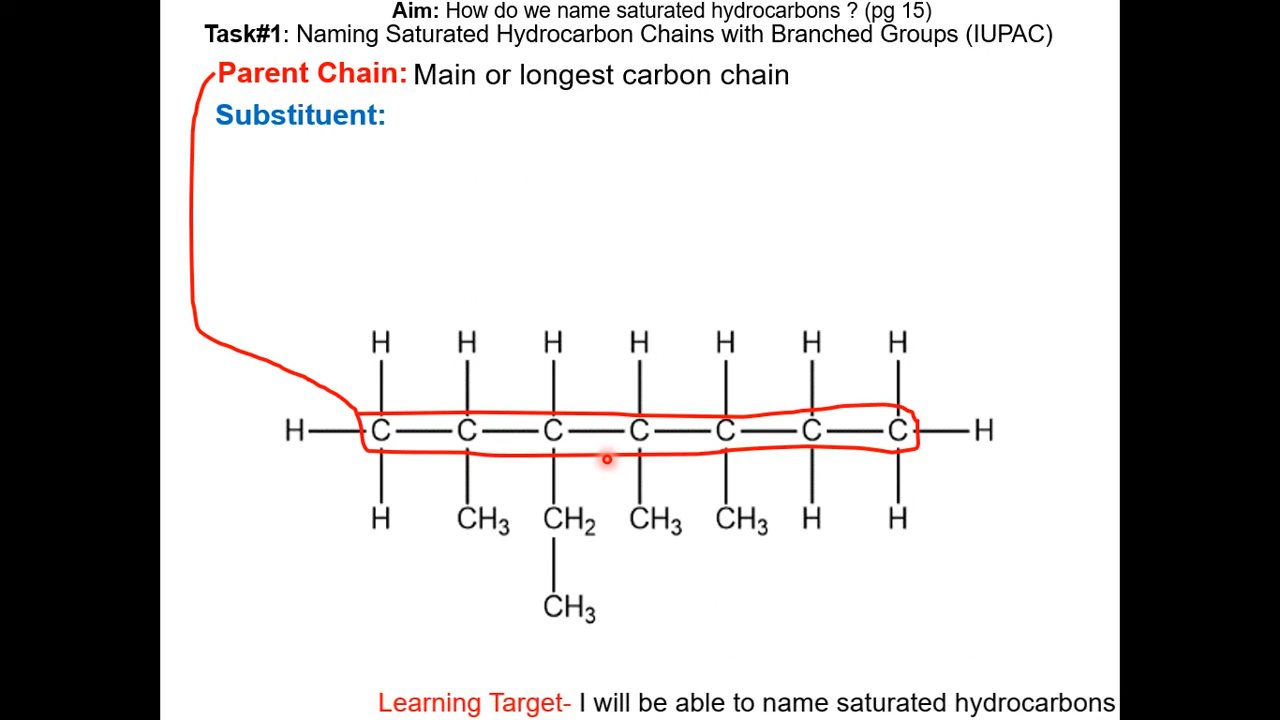 Aim: How do we name saturated hydrocarbons ? (pg 15)
Task#1: Naming Saturated Hydrocarbon Chains with Branched Groups (IUPAC)
Parent Chain: Main or longest carbon chain
Substituent:
H H H H H H H
H C C C C C C C H
H CH3 CH2 CH3 CH3 H H
CH3
Learning Target- I will be able to name saturated hydrocarbons